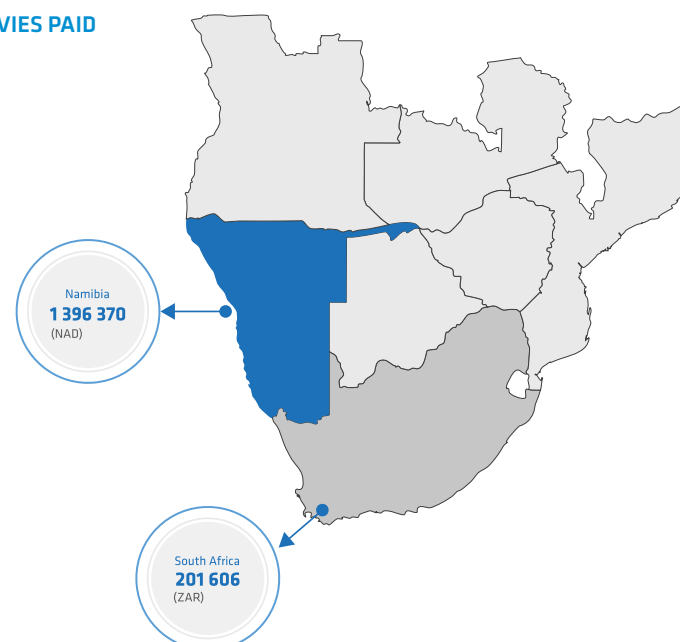 VIES PAID
Namibia
1 396 370
(NAD)
South Africa
201 606
(ZAR)